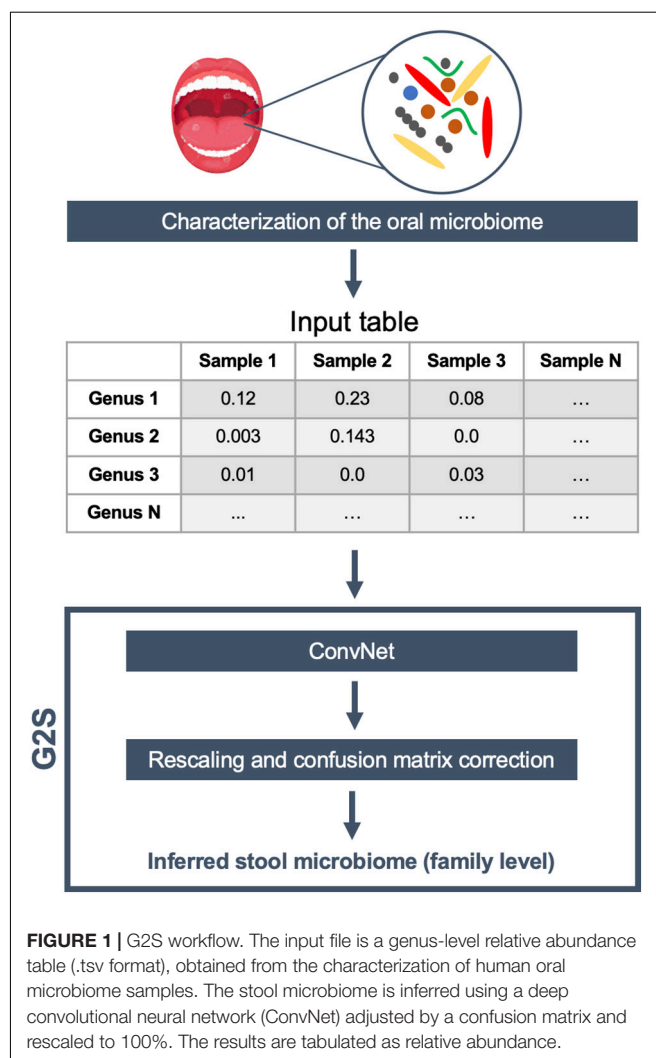 Characterization of the oral microbiome
Input table
Sample 1 Sample 2 Sample 3 Sample N
Genus 1 0.12 0.23 0.08 …
Genus 2 0.003 0.143 0.0 …
Genus 3 0.01 0.0 0.03 …
Genus N ... … … …
G2S
ConvNet
Rescaling and confusion matrix correction
Inferred stool microbiome (family level)
FIGURE 1 | G2S workflow. The input file is a genus-level relative abundance
table (.tsv format), obtained from the characterization of human oral
microbiome samples. The stool microbiome is inferred using a deep
convolutional neural network (ConvNet) adjusted by a confusion matrix and
rescaled to 100%. The results are tabulated as relative abundance.